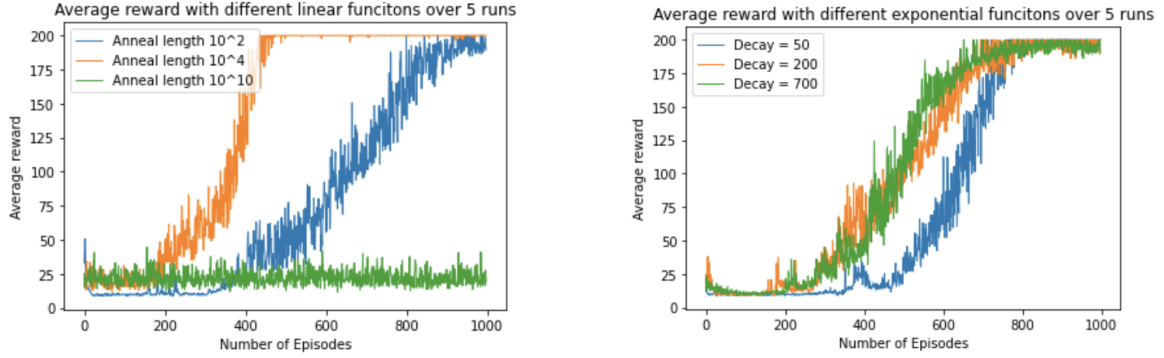 Average reward with different linear funcitons over 5 runs
200
175
150
125
100
75
50
25
0
Average reward
Anneal length 10^2
Anneal length 10^4
Anneal length 10^10
0 200 400 600 800 1000
Number of Episodes
Average reward with different exponential funcitons over 5 runs
200
175
150
125
100
75
50
25
0
Average reward
Decay = 50
Decay = 200
Decay = 700
0 200 400 600 800 1000
Number of Episodes